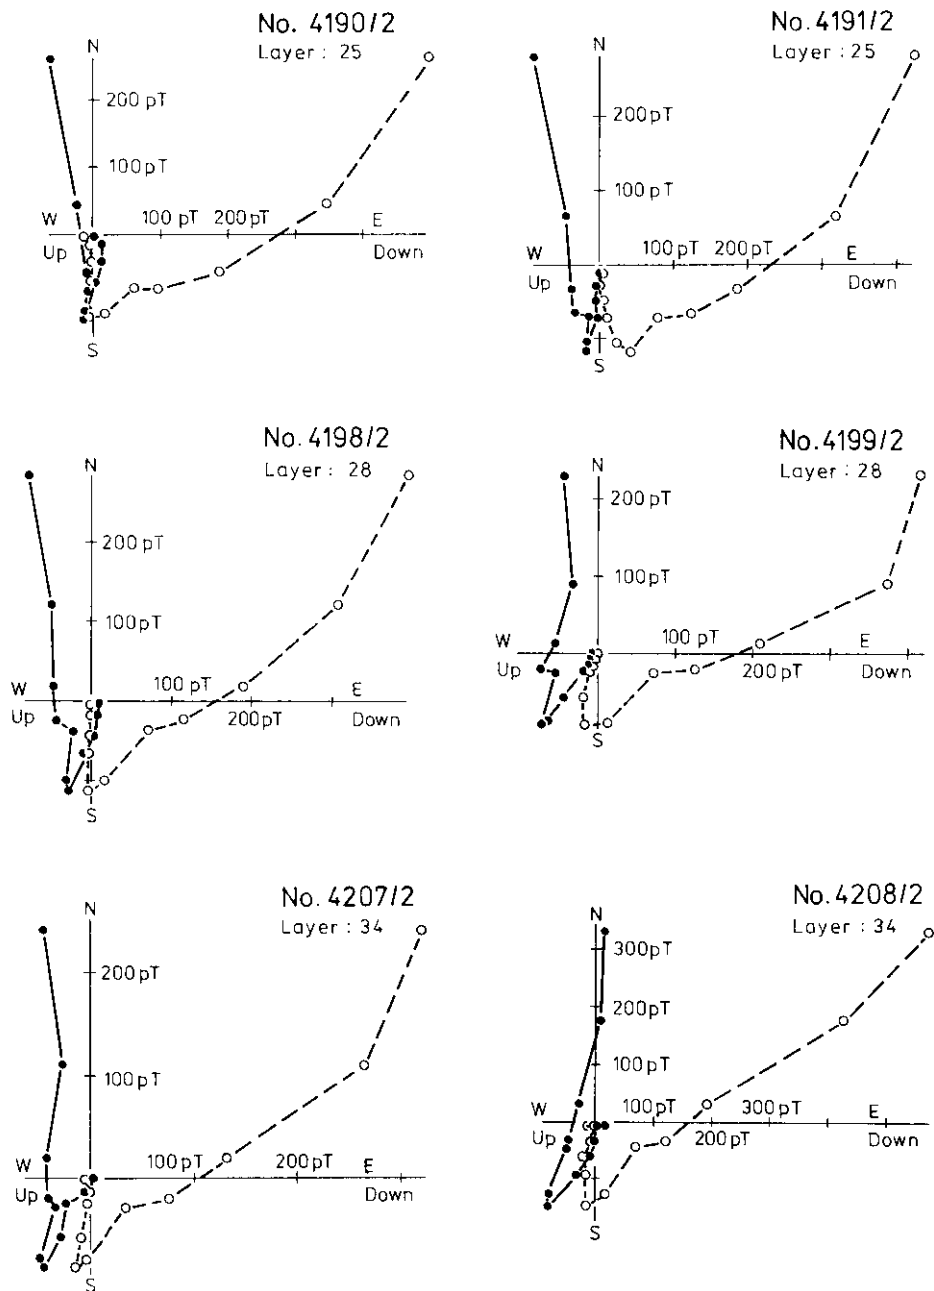 No. 4190/2
Layer : 25
N
200 pT
100 pT
W 100 pT 200 pT E
Up Down
S
No. 4191/2
Layer : 25
N
200 pT
100 pT
W 100 pT 200 pT E
Up Down
S
No. 4198/2
Layer : 28
N
200 pT
100 pT
W 100 pT E
Up 200 pT Down
S
No. 4199/2
Layer : 28
N
200 pT
100 pT
W 100 pT E
Up 200 pT Down
S
No. 4207/2
Layer : 34
N
200 pT
100 pT
W 100 pT 200 pT E
Up Down
S
No. 4208/2
Layer : 34
N
300 pT
200 pT
100 pT
W 100 pT 300 pT E
Up 200 pT Down
S